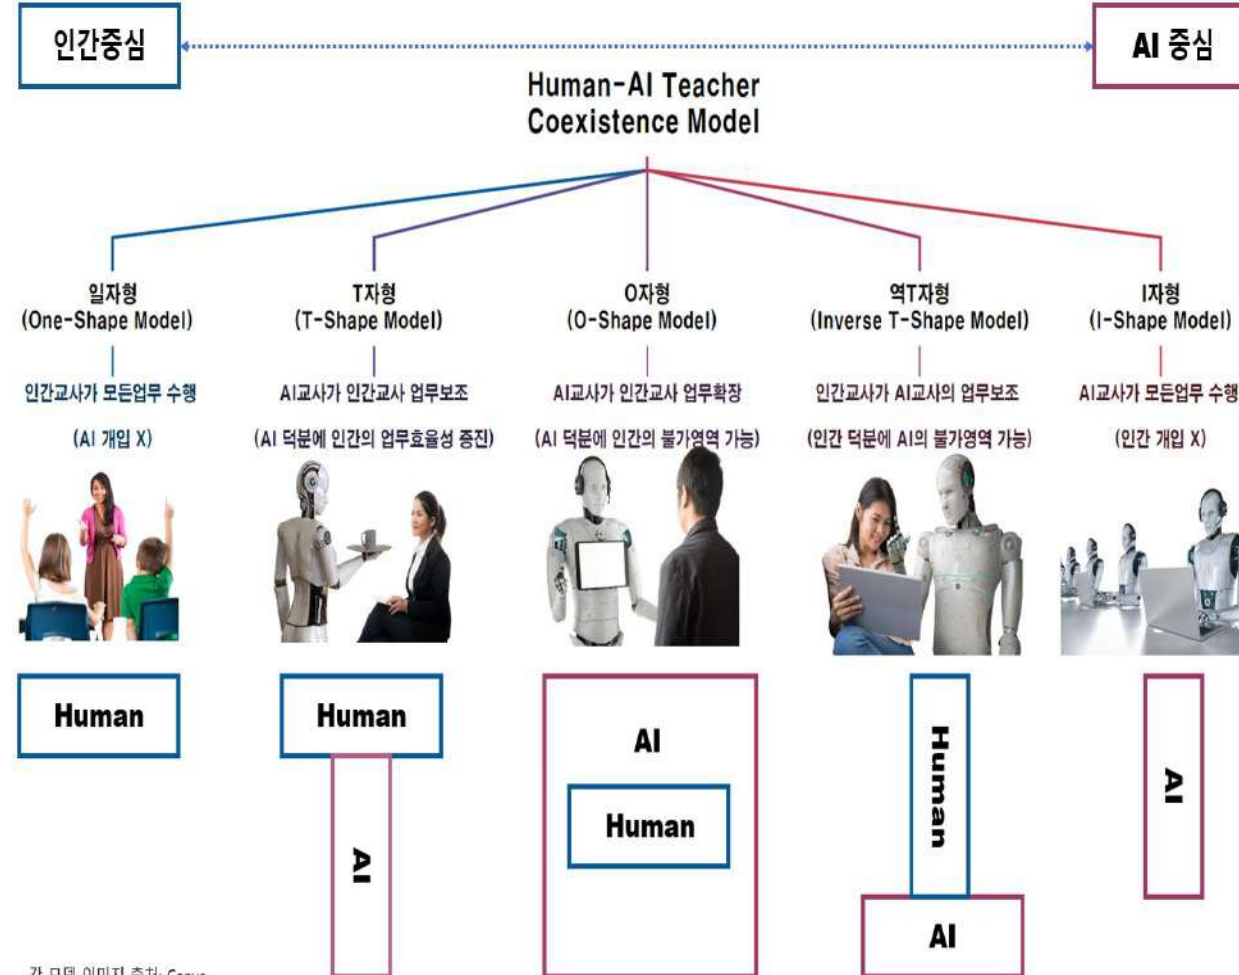 인간중심
AI 중심
Human-AI Teacher
Coexistence Model
일자형
(One-Shape Model)
인간교사가 모든업무 수행
(AI 개입 X)
T자형
(T-Shape Model)
AI교사가 인간교사 업무보조
(AI 덕분에 인간의 업무효율성 증진)
O자형
(O-Shape Model)
AI교사가 인간교사 업무확장
(AI 덕분에 인간의 불가영역 가능)
역T자형
(Inverse T-Shape Model)
인간교사가 AI교사의 업무보조
(인간 덕분에 AI의 불가영역 가능)
I자형
(I-Shape Model)
AI교사가 모든업무 수행
(인간 개입 X)
Human
Human
AI
AI
Human
Human
AI
AI
이미지 출처: Canva